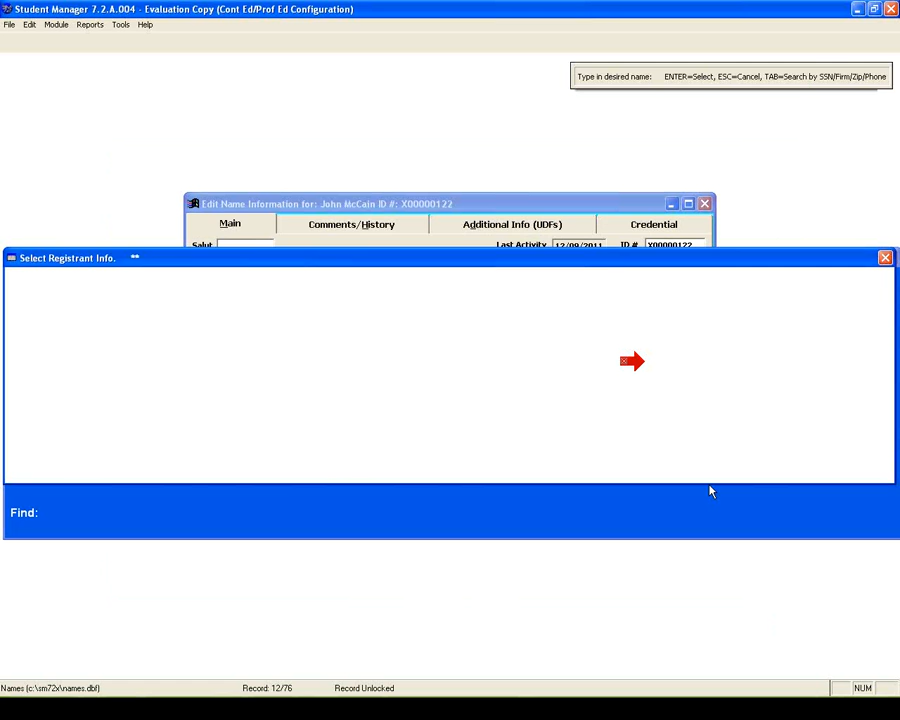 Student Manager 7.2.A.004 - Evaluation Copy (Cont Ed/Prof Ed Configuration)
File Edit Module Reports Tools Help
Type in desired name: ENTER=Select, ESC=Cancel, TAB=Search by SSN/Firm/Zip/Phone
Edit Name Information for: John McCain ID #: X00000122
Main Comments/History Additional Info (UDFs) Credential
Salut Last Activity 12/09/2011 ID # X00000122
Select Registrant Info. **
Find:
Names (c:\sm72x\names.dbf) Record: 12/76 Record Unlocked NUM